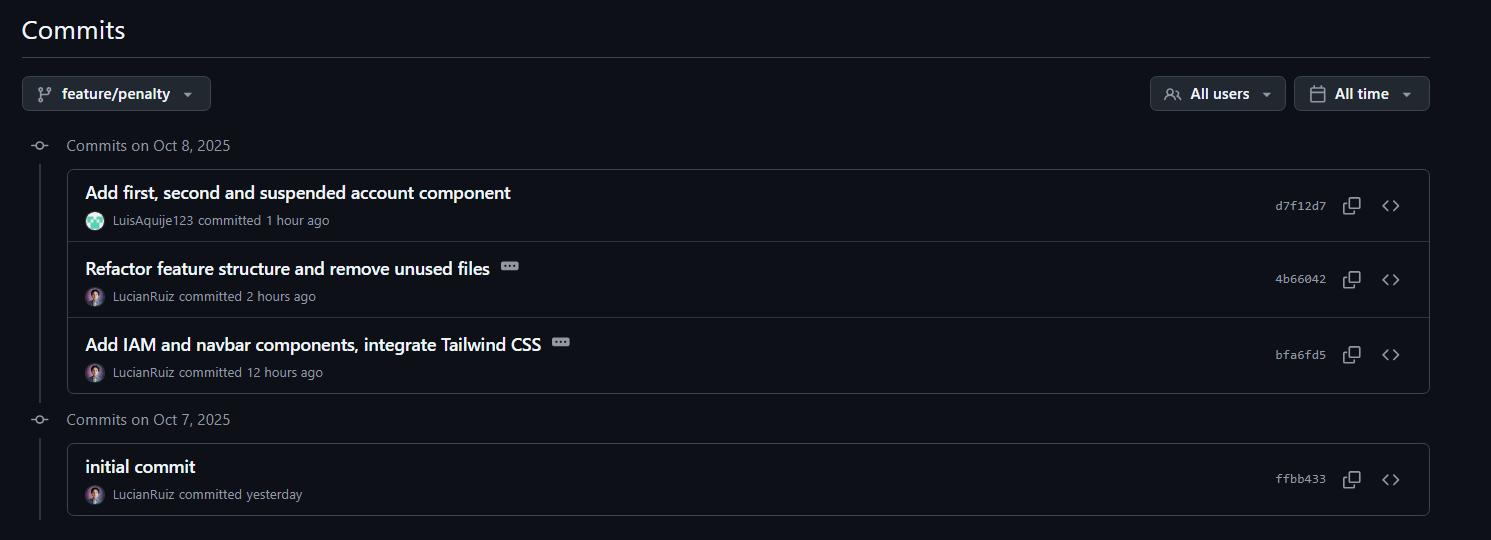 Commits
feature/penalty
All users
All time
Commits on Oct 8, 2025
Add first, second and suspended account component
d7f12d7
LuisAquije123 committed 1 hour ago
Refactor feature structure and remove unused files
4b66042
LucianRuiz committed 2 hours ago
Add IAM and navbar components, integrate Tailwind CSS
bfa6fd5
LucianRuiz committed 12 hours ago
Commits on Oct 7, 2025
initial commit
ffbb433
LucianRuiz committed yesterday